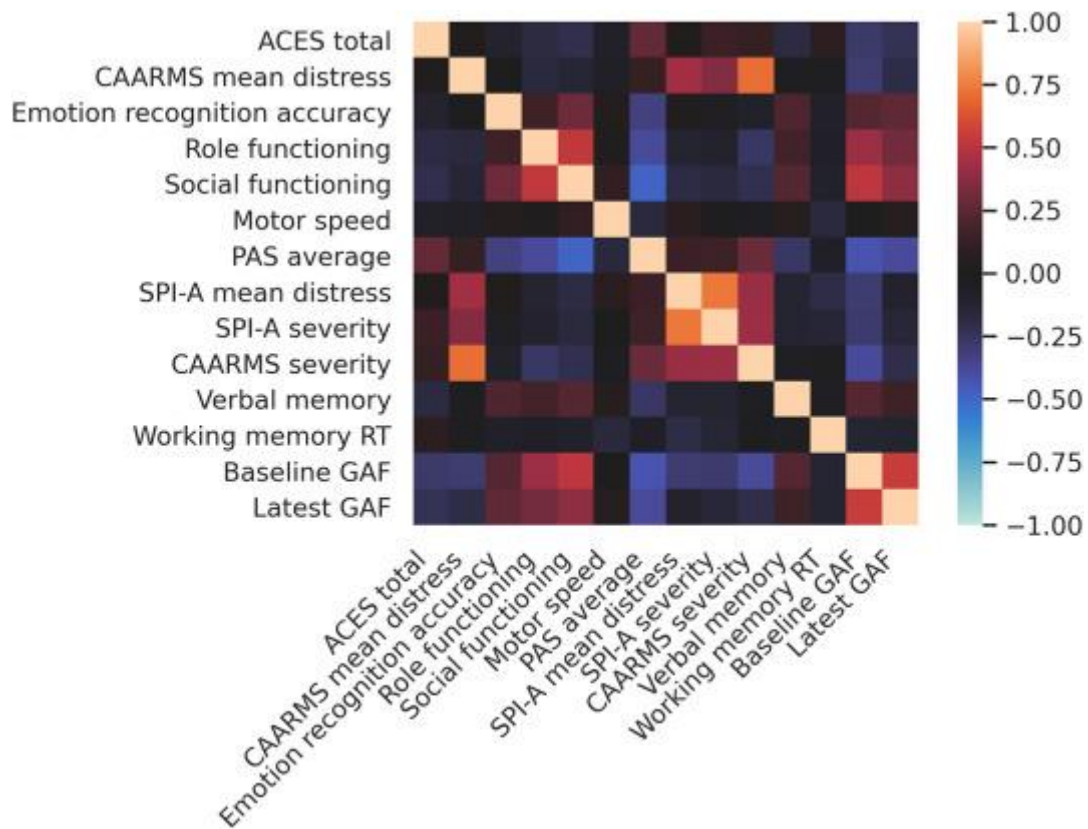 ACES total
CAARMS mean distress
Emotion recognition accuracy
Role functioning
Social functioning
Motor speed
PAS average
SPI-A mean distress
SPI-A severity
CAARMS severity
Verbal memory
Working memory RT
Baseline GAF
Latest GAF
1.00
0.75
0.50
0.25
0.00
−0.25
−0.50
−0.75
−1.00
ACES total
CAARMS mean distress
Emotion recognition accuracy
Role functioning
Social functioning
Motor speed
PAS average
SPI-A mean distress
SPI-A severity
CAARMS severity
Verbal memory
Working memory RT
Baseline GAF
Latest GAF